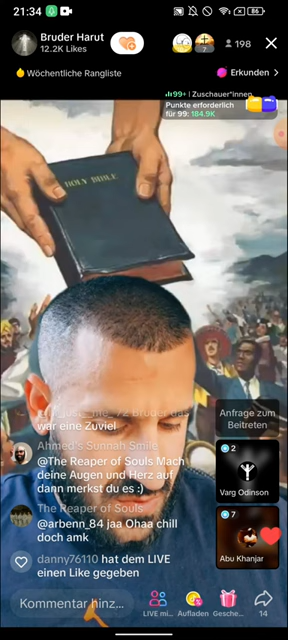 21:34
86
Bruder Harut
12.2K Likes
198
Wöchentliche Rangliste
Erkunden >
99+ | Zuschauer*innen
Punkte erforderlich
für 99: 184.9K
HOLY BIBLE
Bruder das
war eine Zuviel
Ahmed's Sunnah Smile
@The Reaper of Souls Mach
deine Augen und Herz auf
dann merkst du es :)
The Reaper of Souls
@arbenn_84 jaa Ohaa chill
doch amk
danny76110 hat dem LIVE
einen Like gegeben
Anfrage zum
Beitreten
2
Varg Odinson
7
Abu Khanjar
Kommentar hinz...
LIVE mi...
Aufladen
Gesche...
14